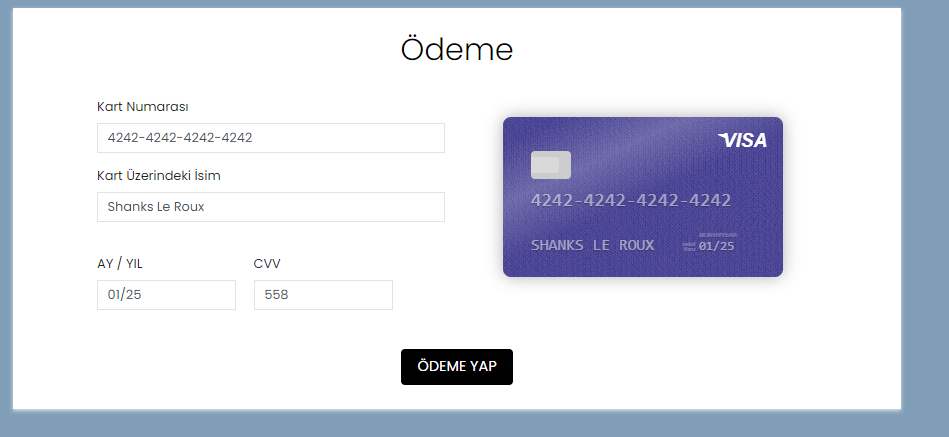 Ödeme
Kart Numarası
4242-4242-4242-4242
Kart Üzerindeki İsim
Shanks Le Roux
AY / YIL
CVV
01/25
558
VISA
4242-4242-4242-4242
MONTH/YEAR
SHANKS LE ROUX
valid
thru
01/25
ÖDEME YAP